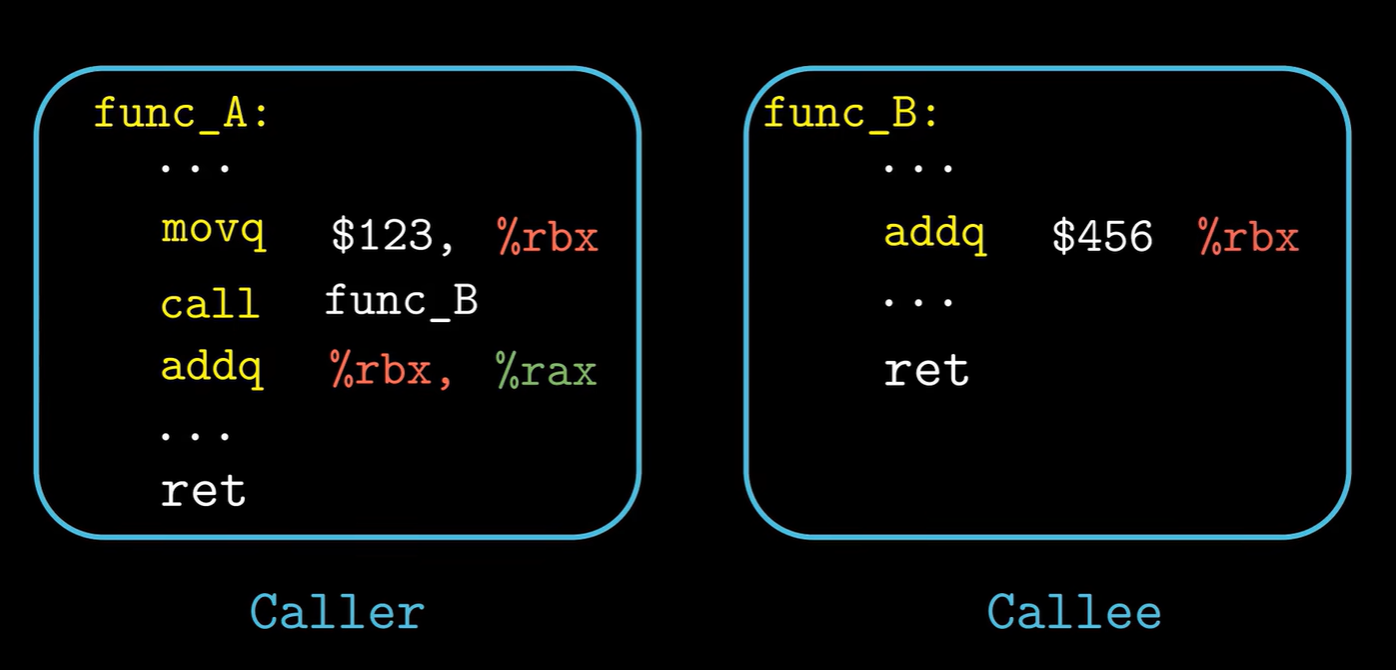 func_A:
...
movq $123, %rbx
call func_B
addq %rbx, %rax
...
ret
Caller
func_B:
...
addq $456 %rbx
...
ret
Callee